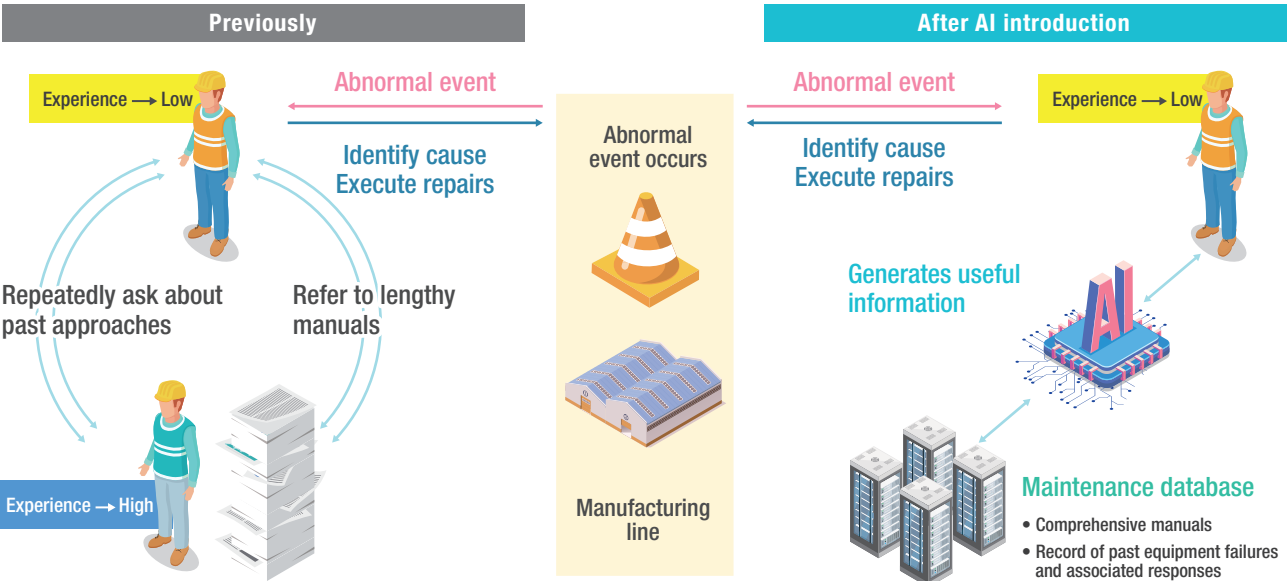 Previously
After AI introduction
Experience → Low
Abnormal event
Identify cause
Execute repairs
Repeatedly ask about
past approaches
Refer to lengthy
manuals
Experience → High
Abnormal
event occurs
Manufacturing
line
Abnormal event
Identify cause
Execute repairs
Experience → Low
Generates useful
information
AI
Maintenance database
• Comprehensive manuals
• Record of past equipment failures
and associated responses